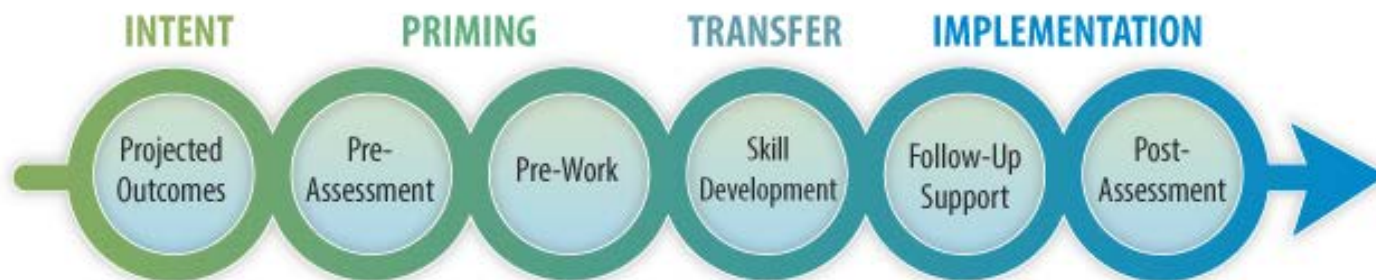 INTENT PRIMING TRANSFER IMPLEMENTATION
Projected
Outcomes
Pre-
Assessment
Pre-Work
Skill
Development
Follow-Up
Support
Post-
Assessment